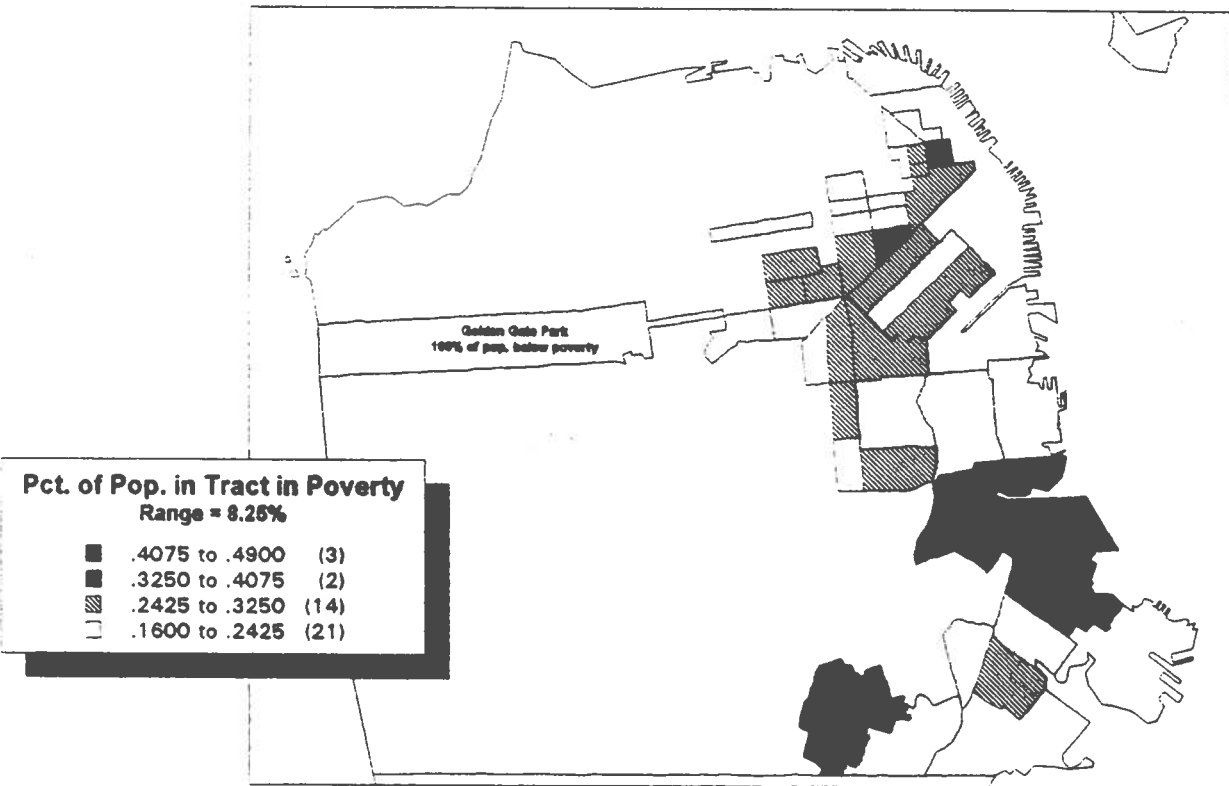 Golden Gate Park
100% of pop. below poverty
Pct. of Pop. in Tract in Poverty
Range = 8.25%
.4075 to .4900 (3)
.3250 to .4075 (2)
.2425 to .3250 (14)
.1600 to .2425 (21)